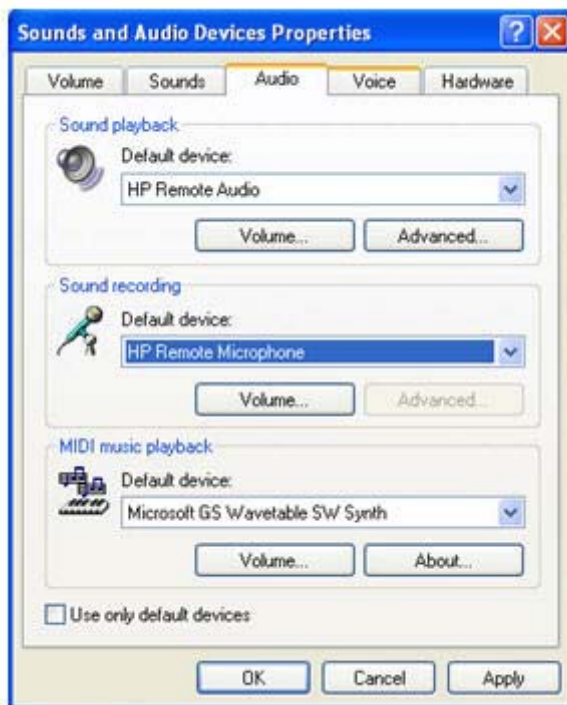 Sounds and Audio Devices Properties
Volume Sounds Audio Voice Hardware
Sound playback
Default device:
HP Remote Audio
Volume... Advanced...
Sound recording
Default device:
HP Remote Microphone
Volume... Advanced...
MIDI music playback
Default device:
Microsoft GS Wavetable SW Synth
Volume... About...
Use only default devices
OK Cancel Apply